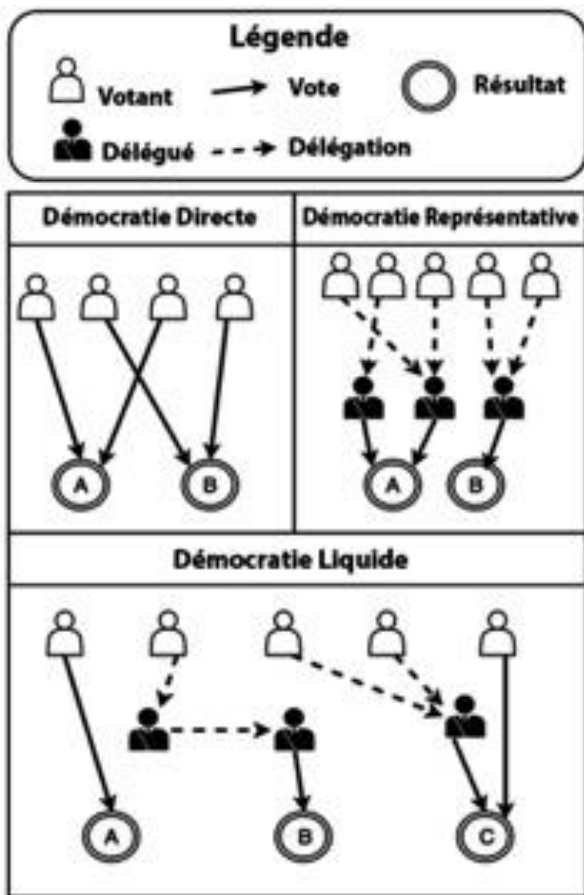 Légende
Votant Vote Résultat
Délégué Délégation
Démocratie Directe
Démocratie Représentative
A B
A B
Démocratie Liquide
A B C